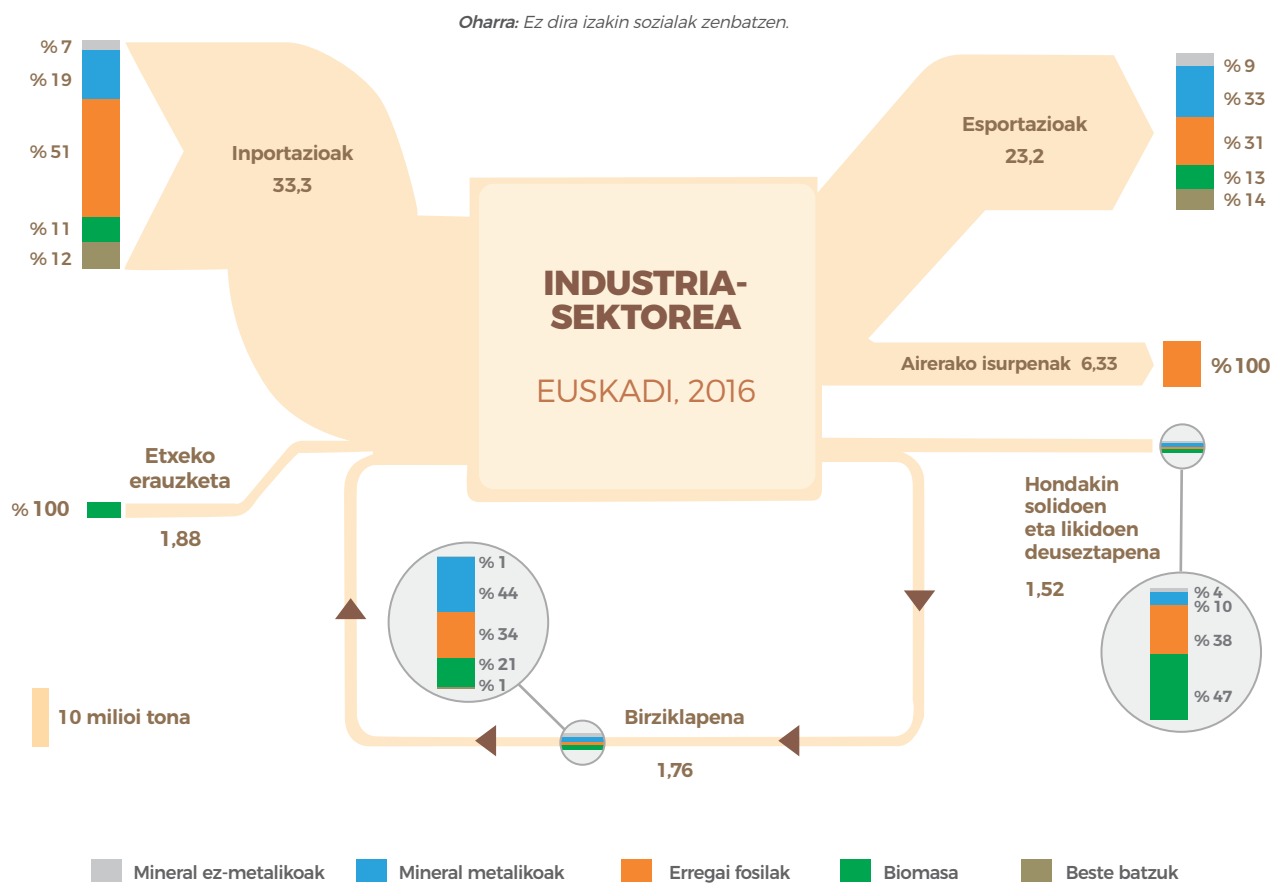 Oharra: Ez dira izakin sozialak zenbatzen.
% 7
% 19
% 51
% 11
% 12
Inportazioak
33,3
Esportazioak
23,2
% 9
% 33
% 31
% 13
% 14
INDUSTRIA-
SEKTOREA
EUSKADI, 2016
Airerako isurpenak 6,33
% 100
Etxeko
erauzketa
% 100
1,88
Hondakin
solidoen
eta likidoen
deuseztapena
1,52
% 4
% 10
% 38
% 47
% 1
% 44
% 34
% 21
% 1
10 milioi tona
Birziklapena
1,76
Mineral ez-metalikoak
Mineral metalikoak
Erregai fosilak
Biomasa
Beste batzuk